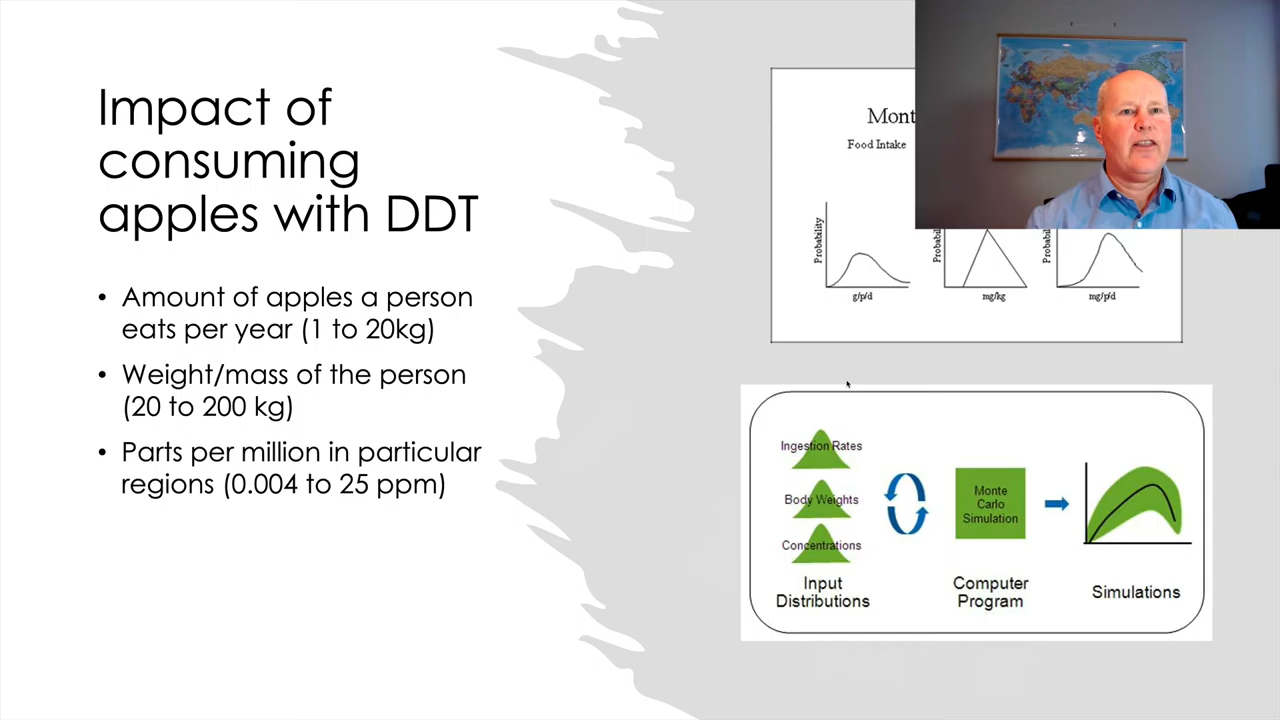 Impact of
consuming
apples with DDT
• Amount of apples a person
eats per year (1 to 20kg)
• Weight/mass of the person
(20 to 200 kg)
• Parts per million in particular
regions (0.004 to 25 ppm)
Mont
Food Intake
Probability
g/p/d
Probabil
mg/kg
Probabil
mg/p/d
Ingestion Rates
Body Weights
Concentrations
Input
Distributions
Monte
Carlo
Simulation
Computer
Program
Simulations